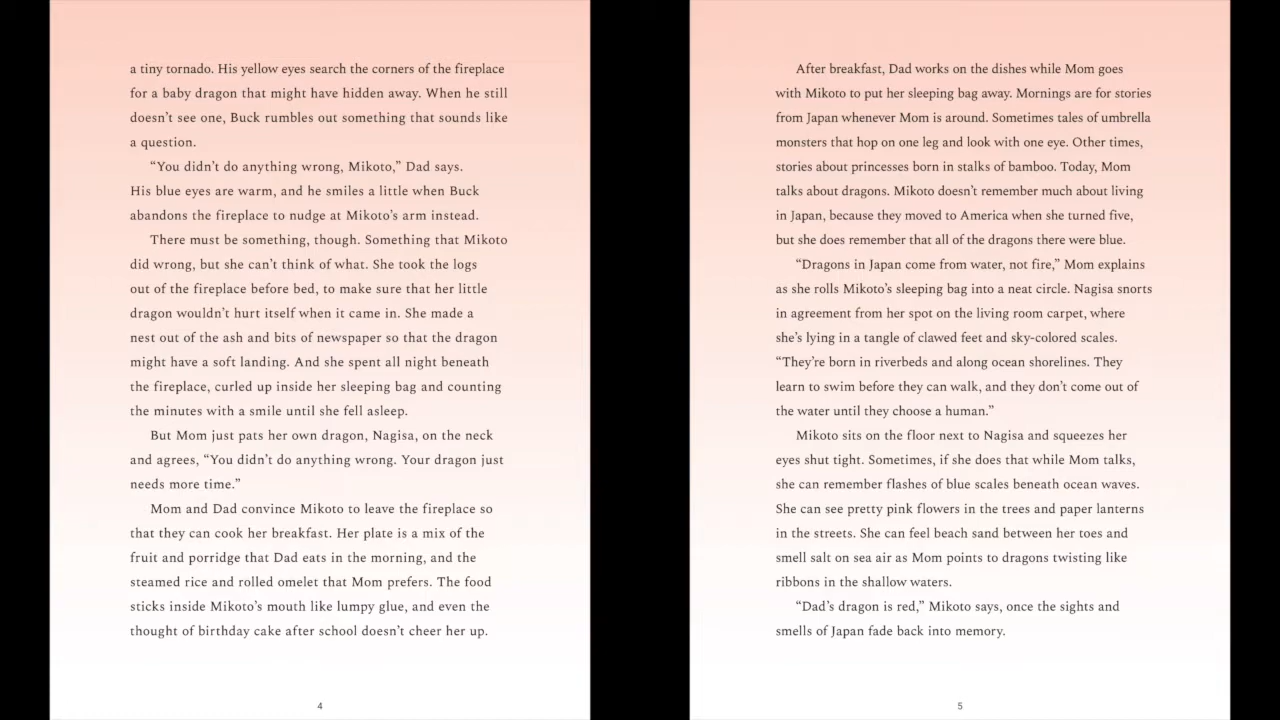 a tiny tornado. His yellow eyes search the corners of the fireplace
for a baby dragon that might have hidden away. When he still
doesn’t see one, Buck rumbles out something that sounds like
a question.
“You didn’t do anything wrong, Mikoto,” Dad says.
His blue eyes are warm, and he smiles a little when Buck
abandons the fireplace to nudge at Mikoto’s arm instead.
There must be something, though. Something that Mikoto
did wrong, but she can’t think of what. She took the logs
out of the fireplace before bed, to make sure that her little
dragon wouldn’t hurt itself when it came in. She made a
nest out of the ash and bits of newspaper so that the dragon
might have a soft landing. And she spent all night beneath
the fireplace, curled up inside her sleeping bag and counting
the minutes with a smile until she fell asleep.
But Mom just pats her own dragon, Nagisa, on the neck
and agrees, “You didn’t do anything wrong. Your dragon just
needs more time.”
Mom and Dad convince Mikoto to leave the fireplace so
that they can cook her breakfast. Her plate is a mix of the
fruit and porridge that Dad eats in the morning, and the
steamed rice and rolled omelet that Mom prefers. The food
sticks inside Mikoto’s mouth like lumpy glue, and even the
thought of birthday cake after school doesn’t cheer her up.
4
After breakfast, Dad works on the dishes while Mom goes
with Mikoto to put her sleeping bag away. Mornings are for stories
from Japan whenever Mom is around. Sometimes tales of umbrella
monsters that hop on one leg and look with one eye. Other times,
stories about princesses born in stalks of bamboo. Today, Mom
talks about dragons. Mikoto doesn’t remember much about living
in Japan, because they moved to America when she turned five,
but she does remember that all of the dragons there were blue.
“Dragons in Japan come from water, not fire,” Mom explains
as she rolls Mikoto’s sleeping bag into a neat circle. Nagisa snorts
in agreement from her spot on the living room carpet, where
she’s lying in a tangle of clawed feet and sky-colored scales.
“They’re born in riverbeds and along ocean shorelines. They
learn to swim before they can walk, and they don’t come out of
the water until they choose a human.”
Mikoto sits on the floor next to Nagisa and squeezes her
eyes shut tight. Sometimes, if she does that while Mom talks,
she can remember flashes of blue scales beneath ocean waves.
She can see pretty pink flowers in the trees and paper lanterns
in the streets. She can feel beach sand between her toes and
smell salt on sea air as Mom points to dragons twisting like
ribbons in the shallow waters.
“Dad’s dragon is red,” Mikoto says, once the sights and
smells of Japan fade back into memory.
5